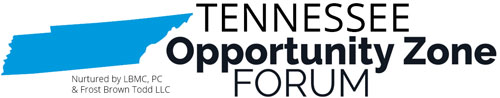 TENNESSEE
Opportunity Zone
FORUM
Nurtured by LBMC, PC
& Frost Brown Todd LLC